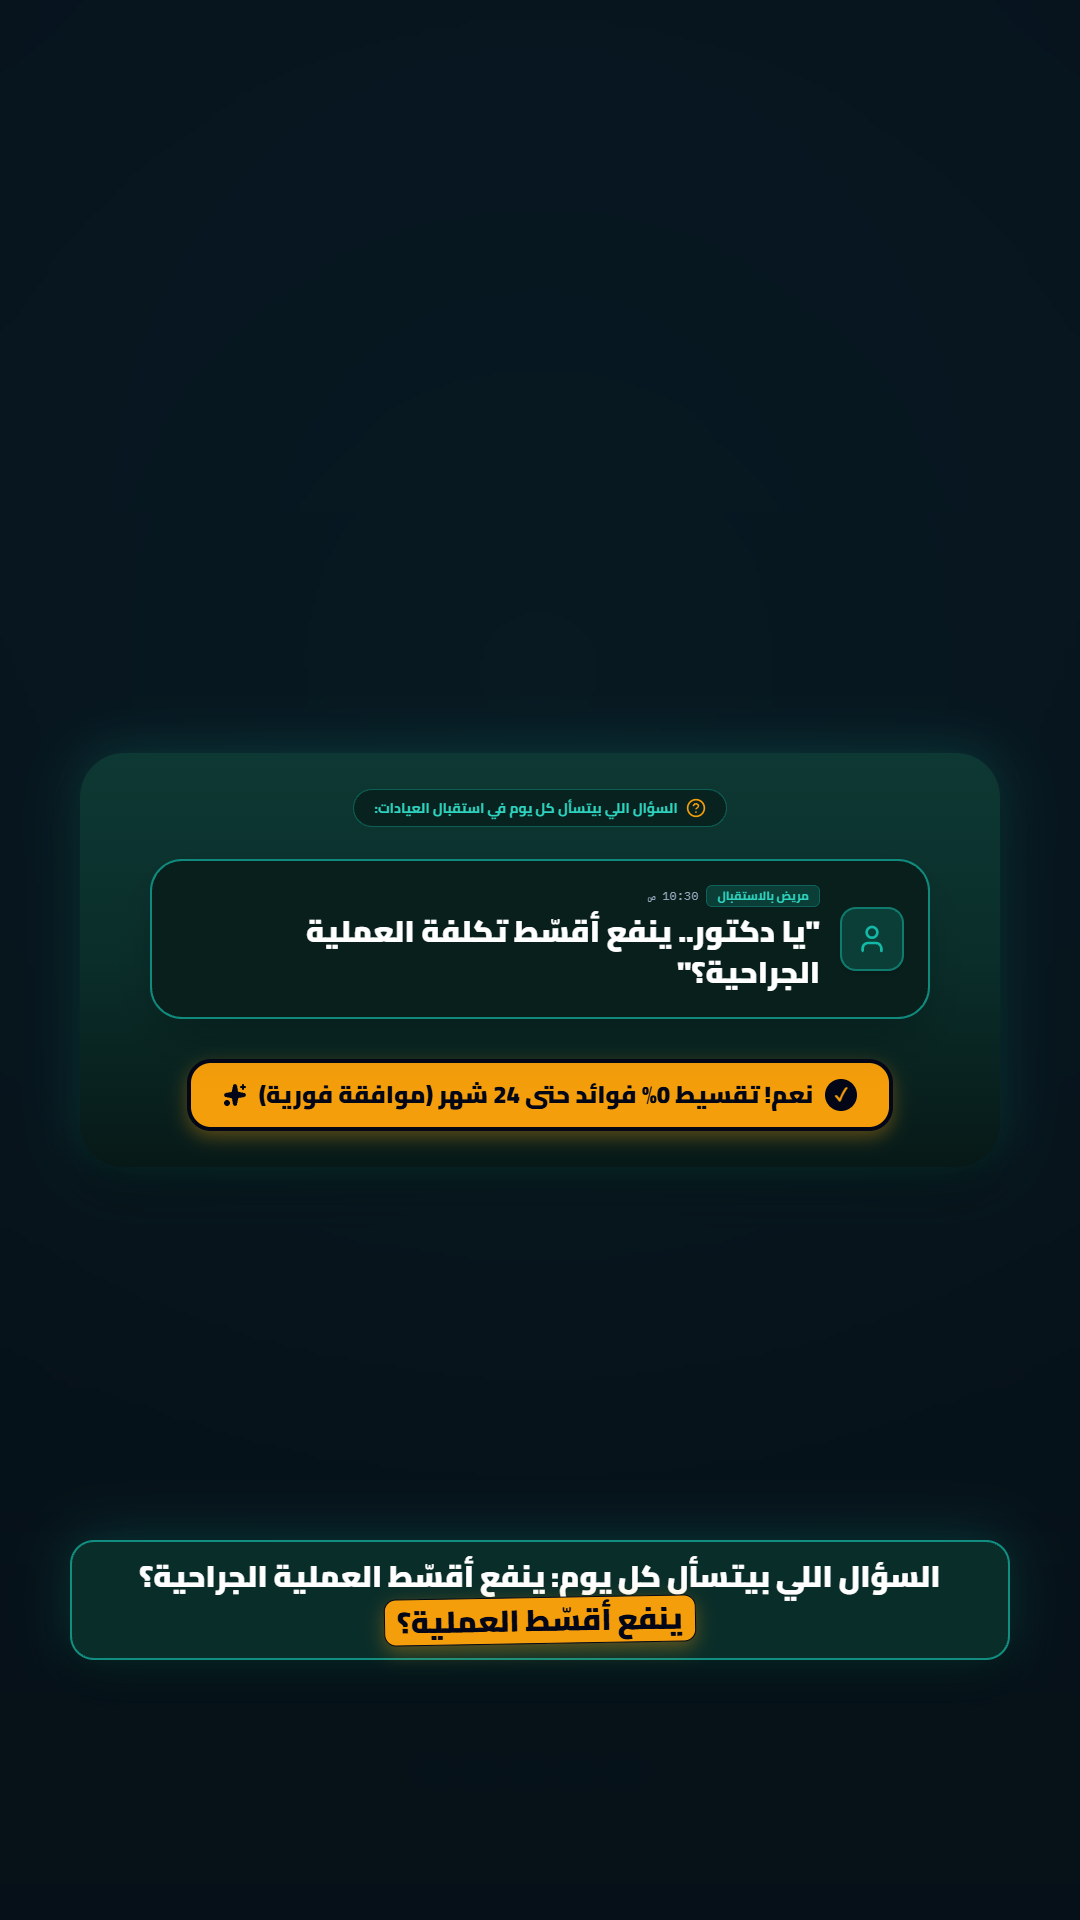 السؤال اللي بيتسأل كل يوم في استقبال العيادات:
مريض بالاستقبال 10:30 ص
"يا دكتور.. ينفع أقسّط تكلفة العملية
الجراحية؟"
نعم! تقسيط 0% فوائد حتى 24 شهر (موافقة فورية)
السؤال اللي بيتسأل كل يوم: ينفع أقسّط العملية الجراحية؟
ينفع أقسّط العملية؟